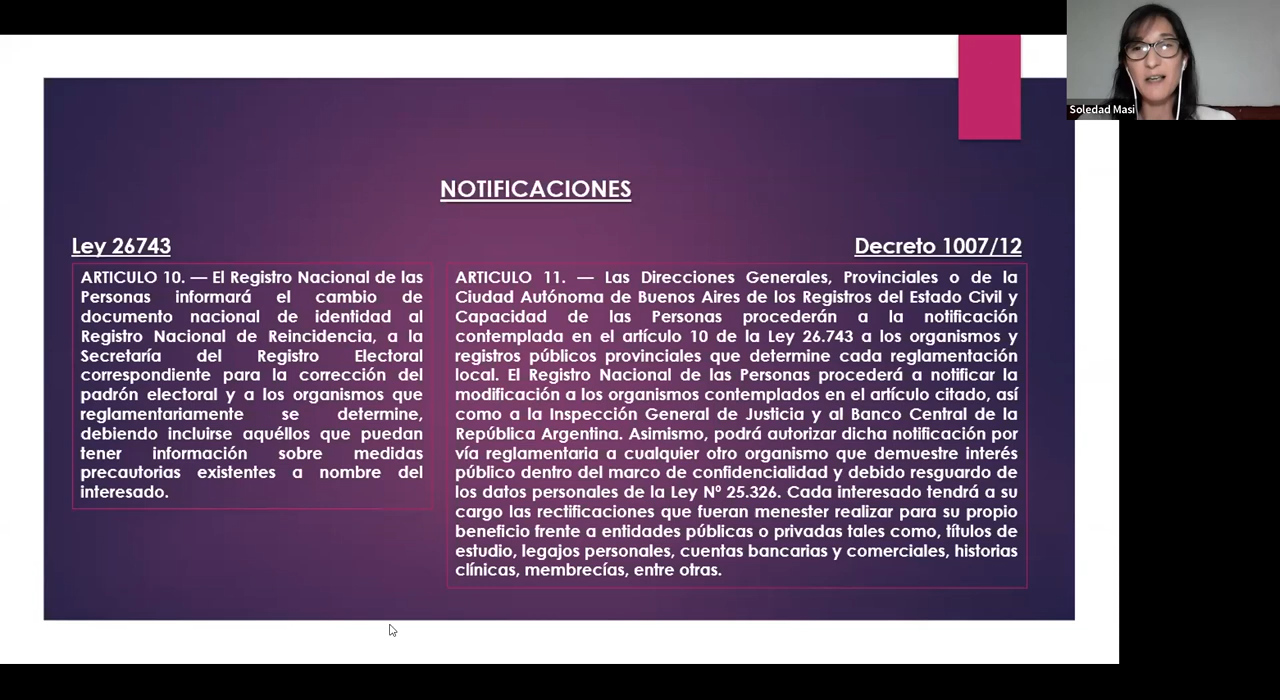 Soledad Masi
NOTIFICACIONES
Ley 26743
ARTICULO 10. — El Registro Nacional de las
Personas informará el cambio de
documento nacional de identidad al
Registro Nacional de Reincidencia, a la
Secretaría del Registro Electoral
correspondiente para la corrección del
padrón electoral y a los organismos que
reglamentariamente se determine,
debiendo incluirse aquéllos que puedan
tener información sobre medidas
precautorias existentes a nombre del
interesado.
Decreto 1007/12
ARTICULO 11. — Las Direcciones Generales, Provinciales o de la
Ciudad Autónoma de Buenos Aires de los Registros del Estado Civil y
Capacidad de las Personas procederán a la notificación
contemplada en el artículo 10 de la Ley 26.743 a los organismos y
registros públicos provinciales que determine cada reglamentación
local. El Registro Nacional de las Personas procederá a notificar la
modificación a los organismos contemplados en el artículo citado, así
como a la Inspección General de Justicia y al Banco Central de la
República Argentina. Asimismo, podrá autorizar dicha notificación por
vía reglamentaria a cualquier otro organismo que demuestre interés
público dentro del marco de confidencialidad y debido resguardo de
los datos personales de la Ley Nº 25.326. Cada interesado tendrá a su
cargo las rectificaciones que fueran menester realizar para su propio
beneficio frente a entidades públicas o privadas tales como, títulos de
estudio, legajos personales, cuentas bancarias y comerciales, historias
clínicas, membrecías, entre otras.